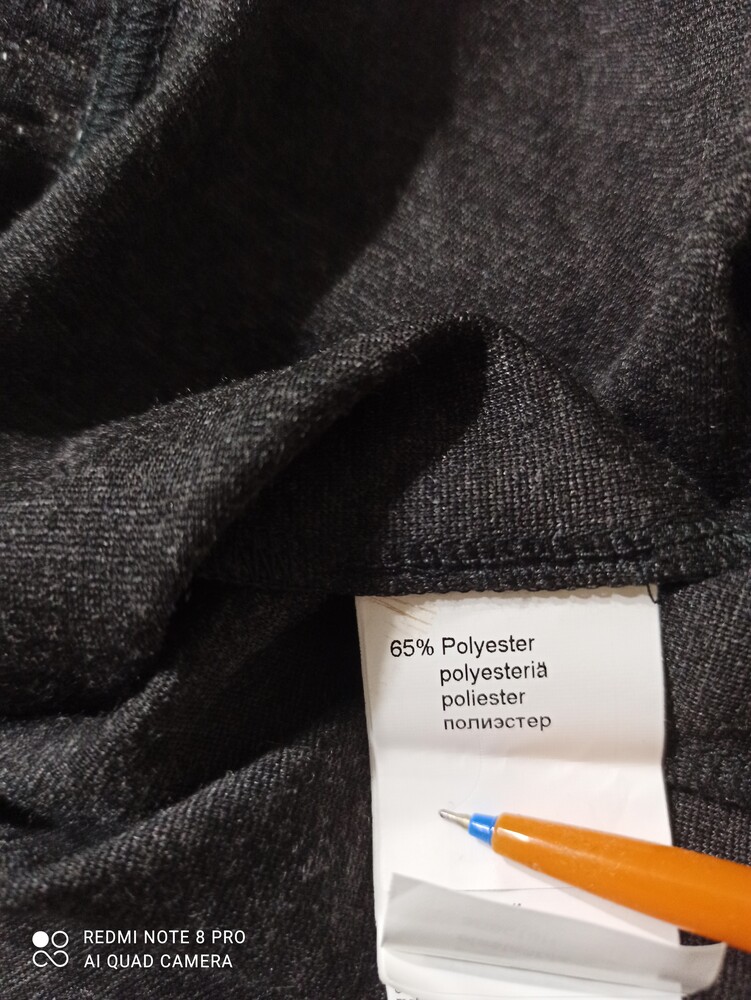 65% Polyester
polyesteriä
poliester
полиэстер
REDMI NOTE 8 PRO
AI QUAD CAMERA